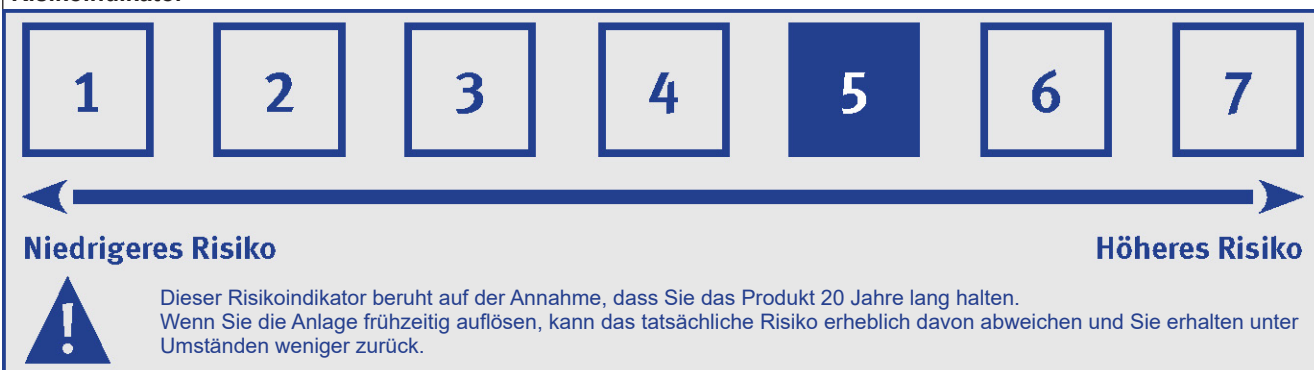 Risikoindikator
1 2 3 4 5 6 7
Niedrigeres Risiko Höheres Risiko
!
Dieser Risikoindikator beruht auf der Annahme, dass Sie das Produkt 20 Jahre lang halten.
Wenn Sie die Anlage frühzeitig auflösen, kann das tatsächliche Risiko erheblich davon abweichen und Sie erhalten unter
Umständen weniger zurück.